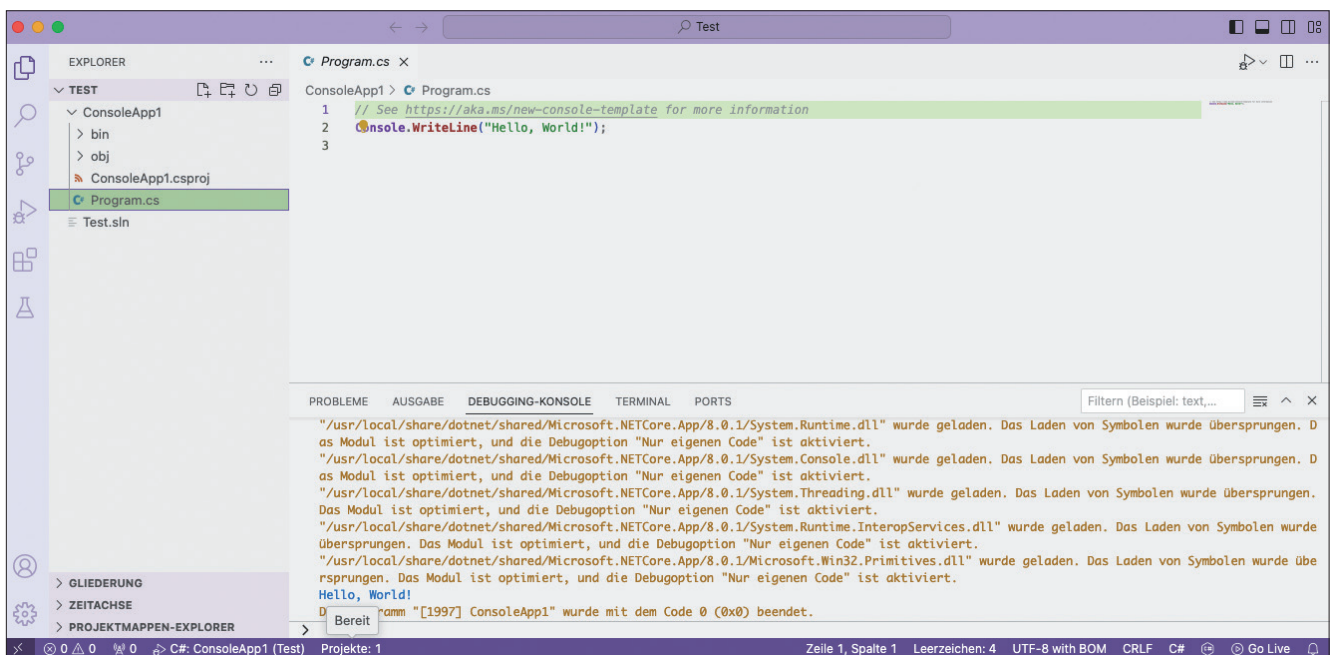 Test
EXPLORER
TEST
ConsoleApp1
bin
obj
ConsoleApp1.csproj
C# Program.cs
Test.sln
GLIEDERUNG
ZEITACHSE
PROJEKTMAPPEN-EXPLORER
C# Program.cs
ConsoleApp1 > C# Program.cs
1 // See https://aka.ms/new-console-template for more information
2 Console.WriteLine("Hello, World!");
3
PROBLEME AUSGABE DEBUGGING-KONSOLE TERMINAL PORTS Filtern (Beispiel: text,...
"/usr/local/share/dotnet/shared/Microsoft.NETCore.App/8.0.1/System.Runtime.dll" wurde geladen. Das Laden von Symbolen wurde übersprungen. D
as Modul ist optimiert, und die Debugoption "Nur eigenen Code" ist aktiviert.
"/usr/local/share/dotnet/shared/Microsoft.NETCore.App/8.0.1/System.Console.dll" wurde geladen. Das Laden von Symbolen wurde übersprungen. D
as Modul ist optimiert, und die Debugoption "Nur eigenen Code" ist aktiviert.
"/usr/local/share/dotnet/shared/Microsoft.NETCore.App/8.0.1/System.Threading.dll" wurde geladen. Das Laden von Symbolen wurde übersprungen.
Das Modul ist optimiert, und die Debugoption "Nur eigenen Code" ist aktiviert.
"/usr/local/share/dotnet/shared/Microsoft.NETCore.App/8.0.1/System.Runtime.InteropServices.dll" wurde geladen. Das Laden von Symbolen wurde
übersprungen. Das Modul ist optimiert, und die Debugoption "Nur eigenen Code" ist aktiviert.
"/usr/local/share/dotnet/shared/Microsoft.NETCore.App/8.0.1/Microsoft.Win32.Primitives.dll" wurde geladen. Das Laden von Symbolen wurde übe
rsprungen. Das Modul ist optimiert, und die Debugoption "Nur eigenen Code" ist aktiviert.
Hello, World!
"[1997] ConsoleApp1" wurde mit dem Code 0 (0x0) beendet.
Bereit
0 0 0 C#: ConsoleApp1 (Test) Projekte: 1 Zeile 1, Spalte 1 Leerzeichen: 4 UTF-8 with BOM CRLF C# Go Live